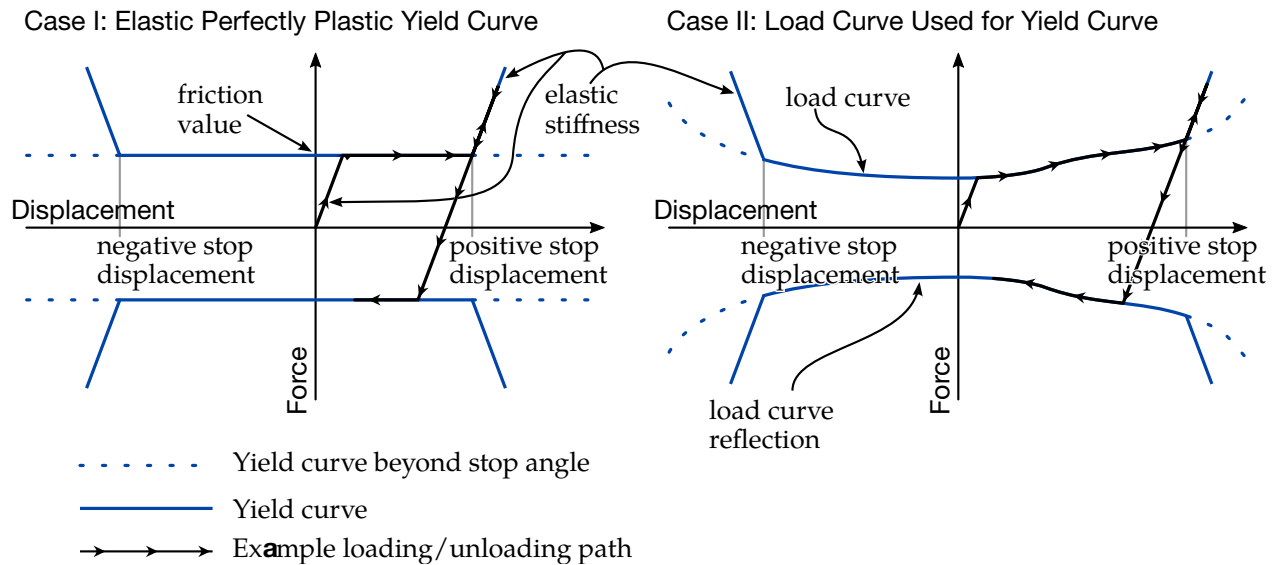 Case I: Elastic Perfectly Plastic Yield Curve
friction
value
elastic
stiffness
Displacement
negative stop
displacement
positive stop
displacement
Force
Case II: Load Curve Used for Yield Curve
load curve
Displacement
negative stop
displacement
positive stop
displacement
Force
load curve
reflection
Yield curve beyond stop angle
Yield curve
Example loading/unloading path